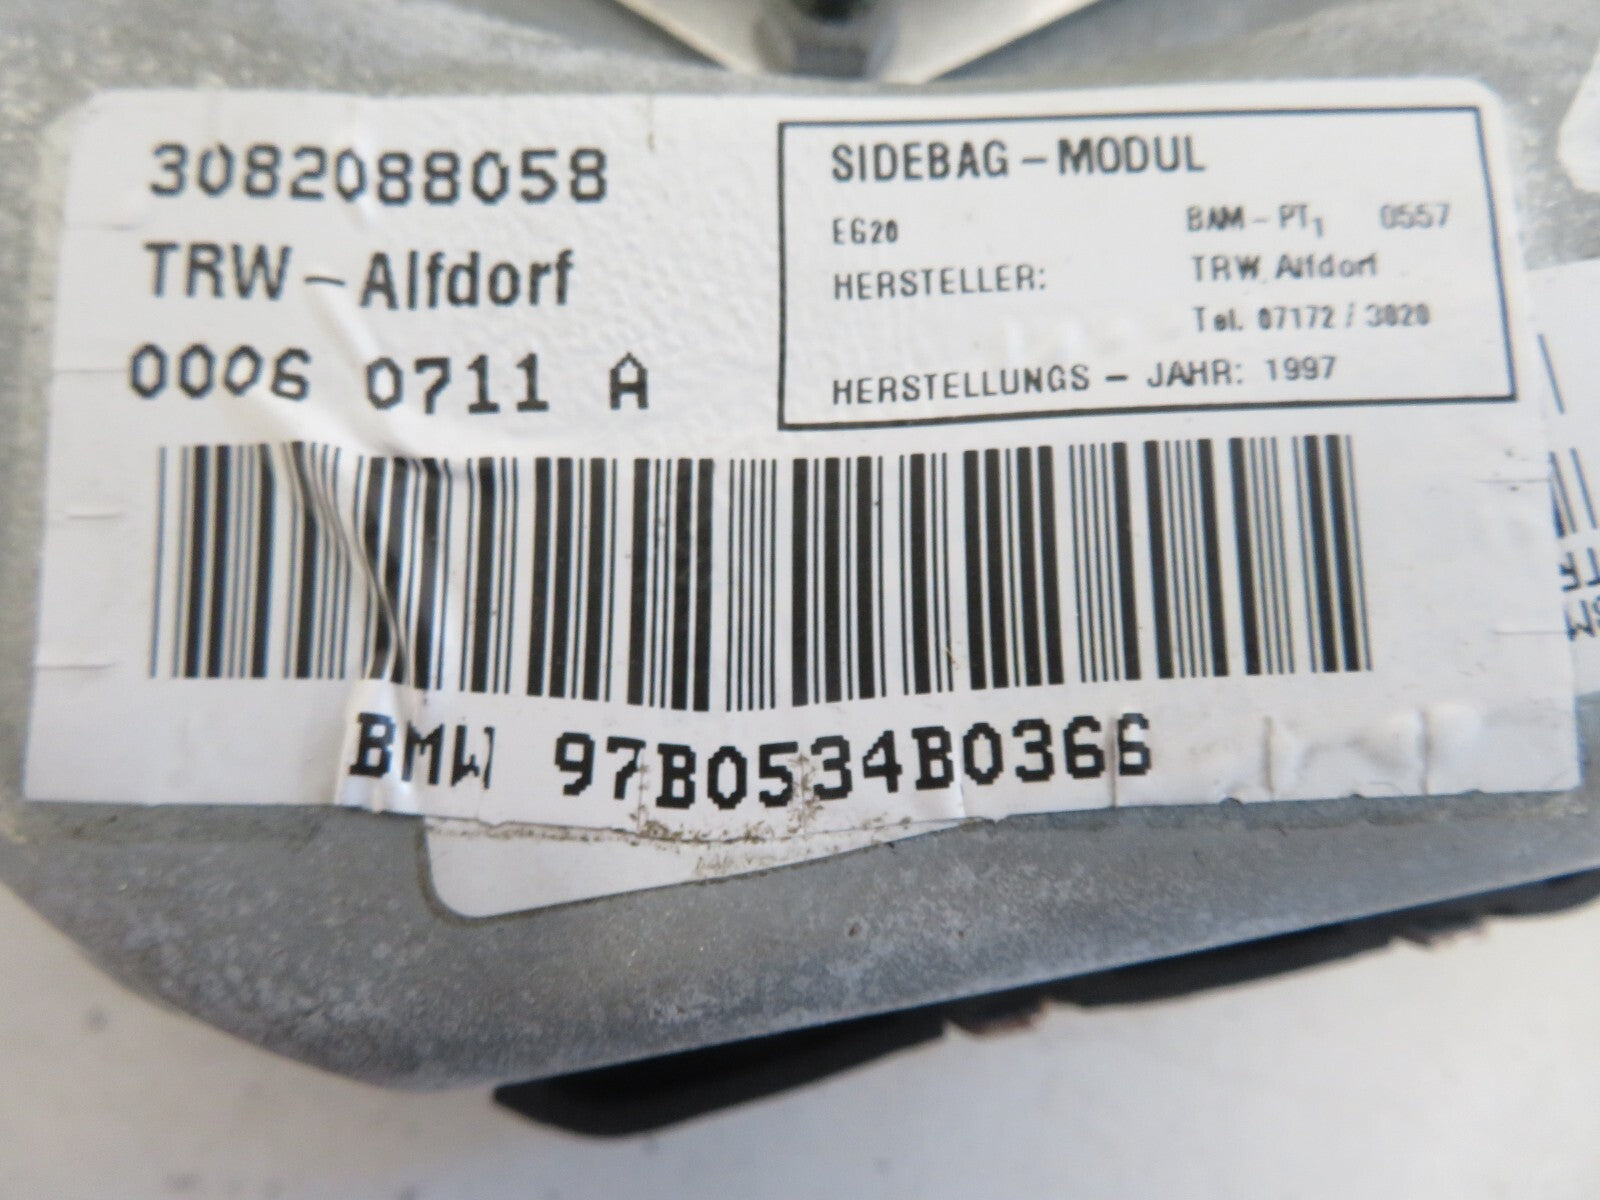 3082088058
TRW - Alfdorf
0006 0711 A
SIDEBAG - MODUL
EG20 BAM - PT1 0557
HERSTELLER: TRW Alfdorf
Tel. 07172 / 3020
HERSTELLUNGS - JAHR: 1997
BMW 97B0534B0366